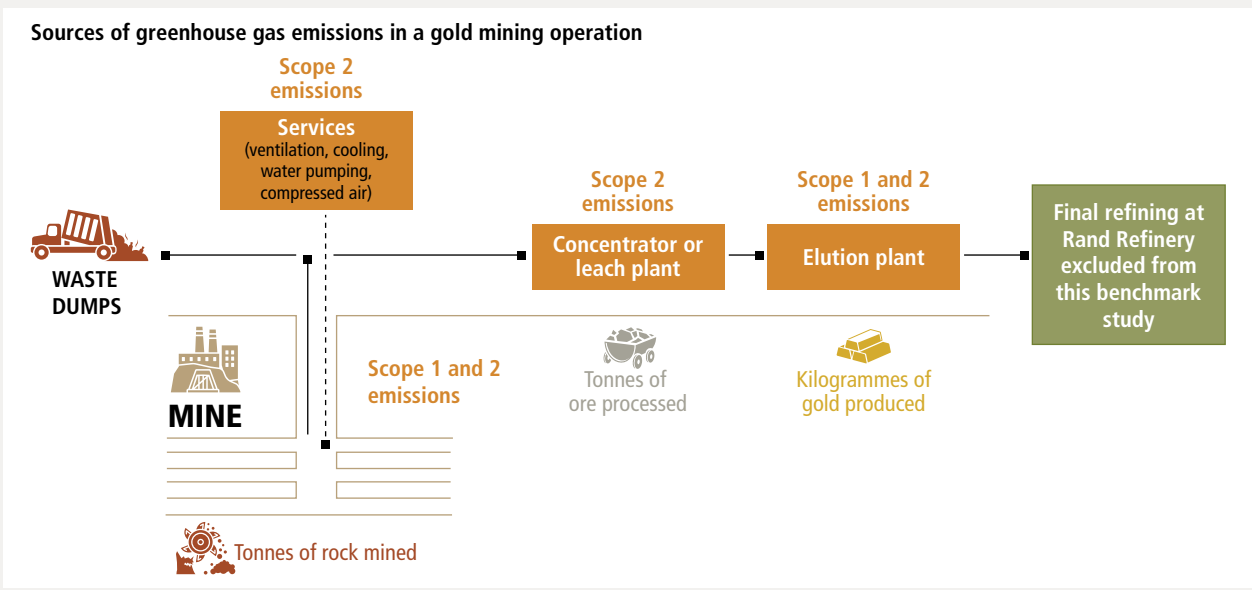 Sources of greenhouse gas emissions in a gold mining operation
Scope 2
emissions
Services
(ventilation, cooling,
water pumping,
compressed air)
WASTE
DUMPS
Scope 2
emissions
Concentrator or
leach plant
Scope 1 and 2
emissions
Elution plant
Final refining at
Rand Refinery
excluded from
this benchmark
study
MINE
Scope 1 and 2
emissions
Tonnes of
ore processed
Kilogrammes of
gold produced
Tonnes of rock mined